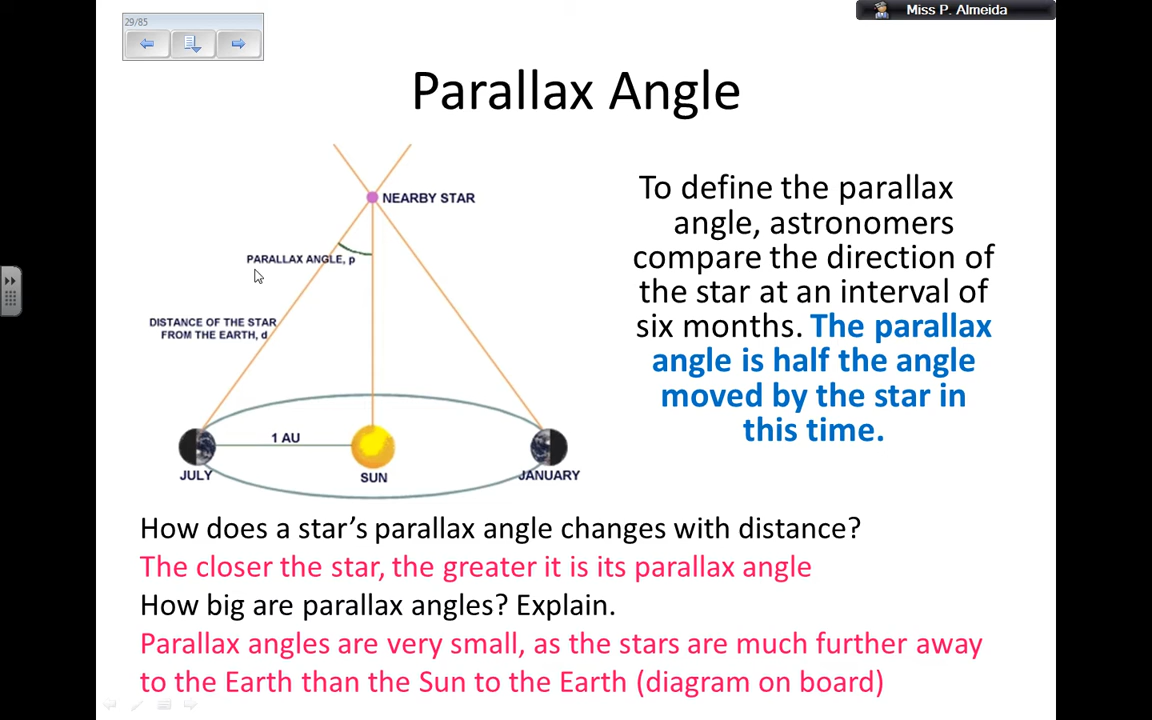 29/85
Miss P. Almeida
Parallax Angle
NEARBY STAR
PARALLAX ANGLE, p
DISTANCE OF THE STAR
FROM THE EARTH, d
1 AU
JULY
SUN
JANUARY
To define the parallax
angle, astronomers
compare the direction of
the star at an interval of
six months. The parallax
angle is half the angle
moved by the star in
this time.
How does a star’s parallax angle changes with distance?
The closer the star, the greater it is its parallax angle
How big are parallax angles? Explain.
Parallax angles are very small, as the stars are much further away
to the Earth than the Sun to the Earth (diagram on board)